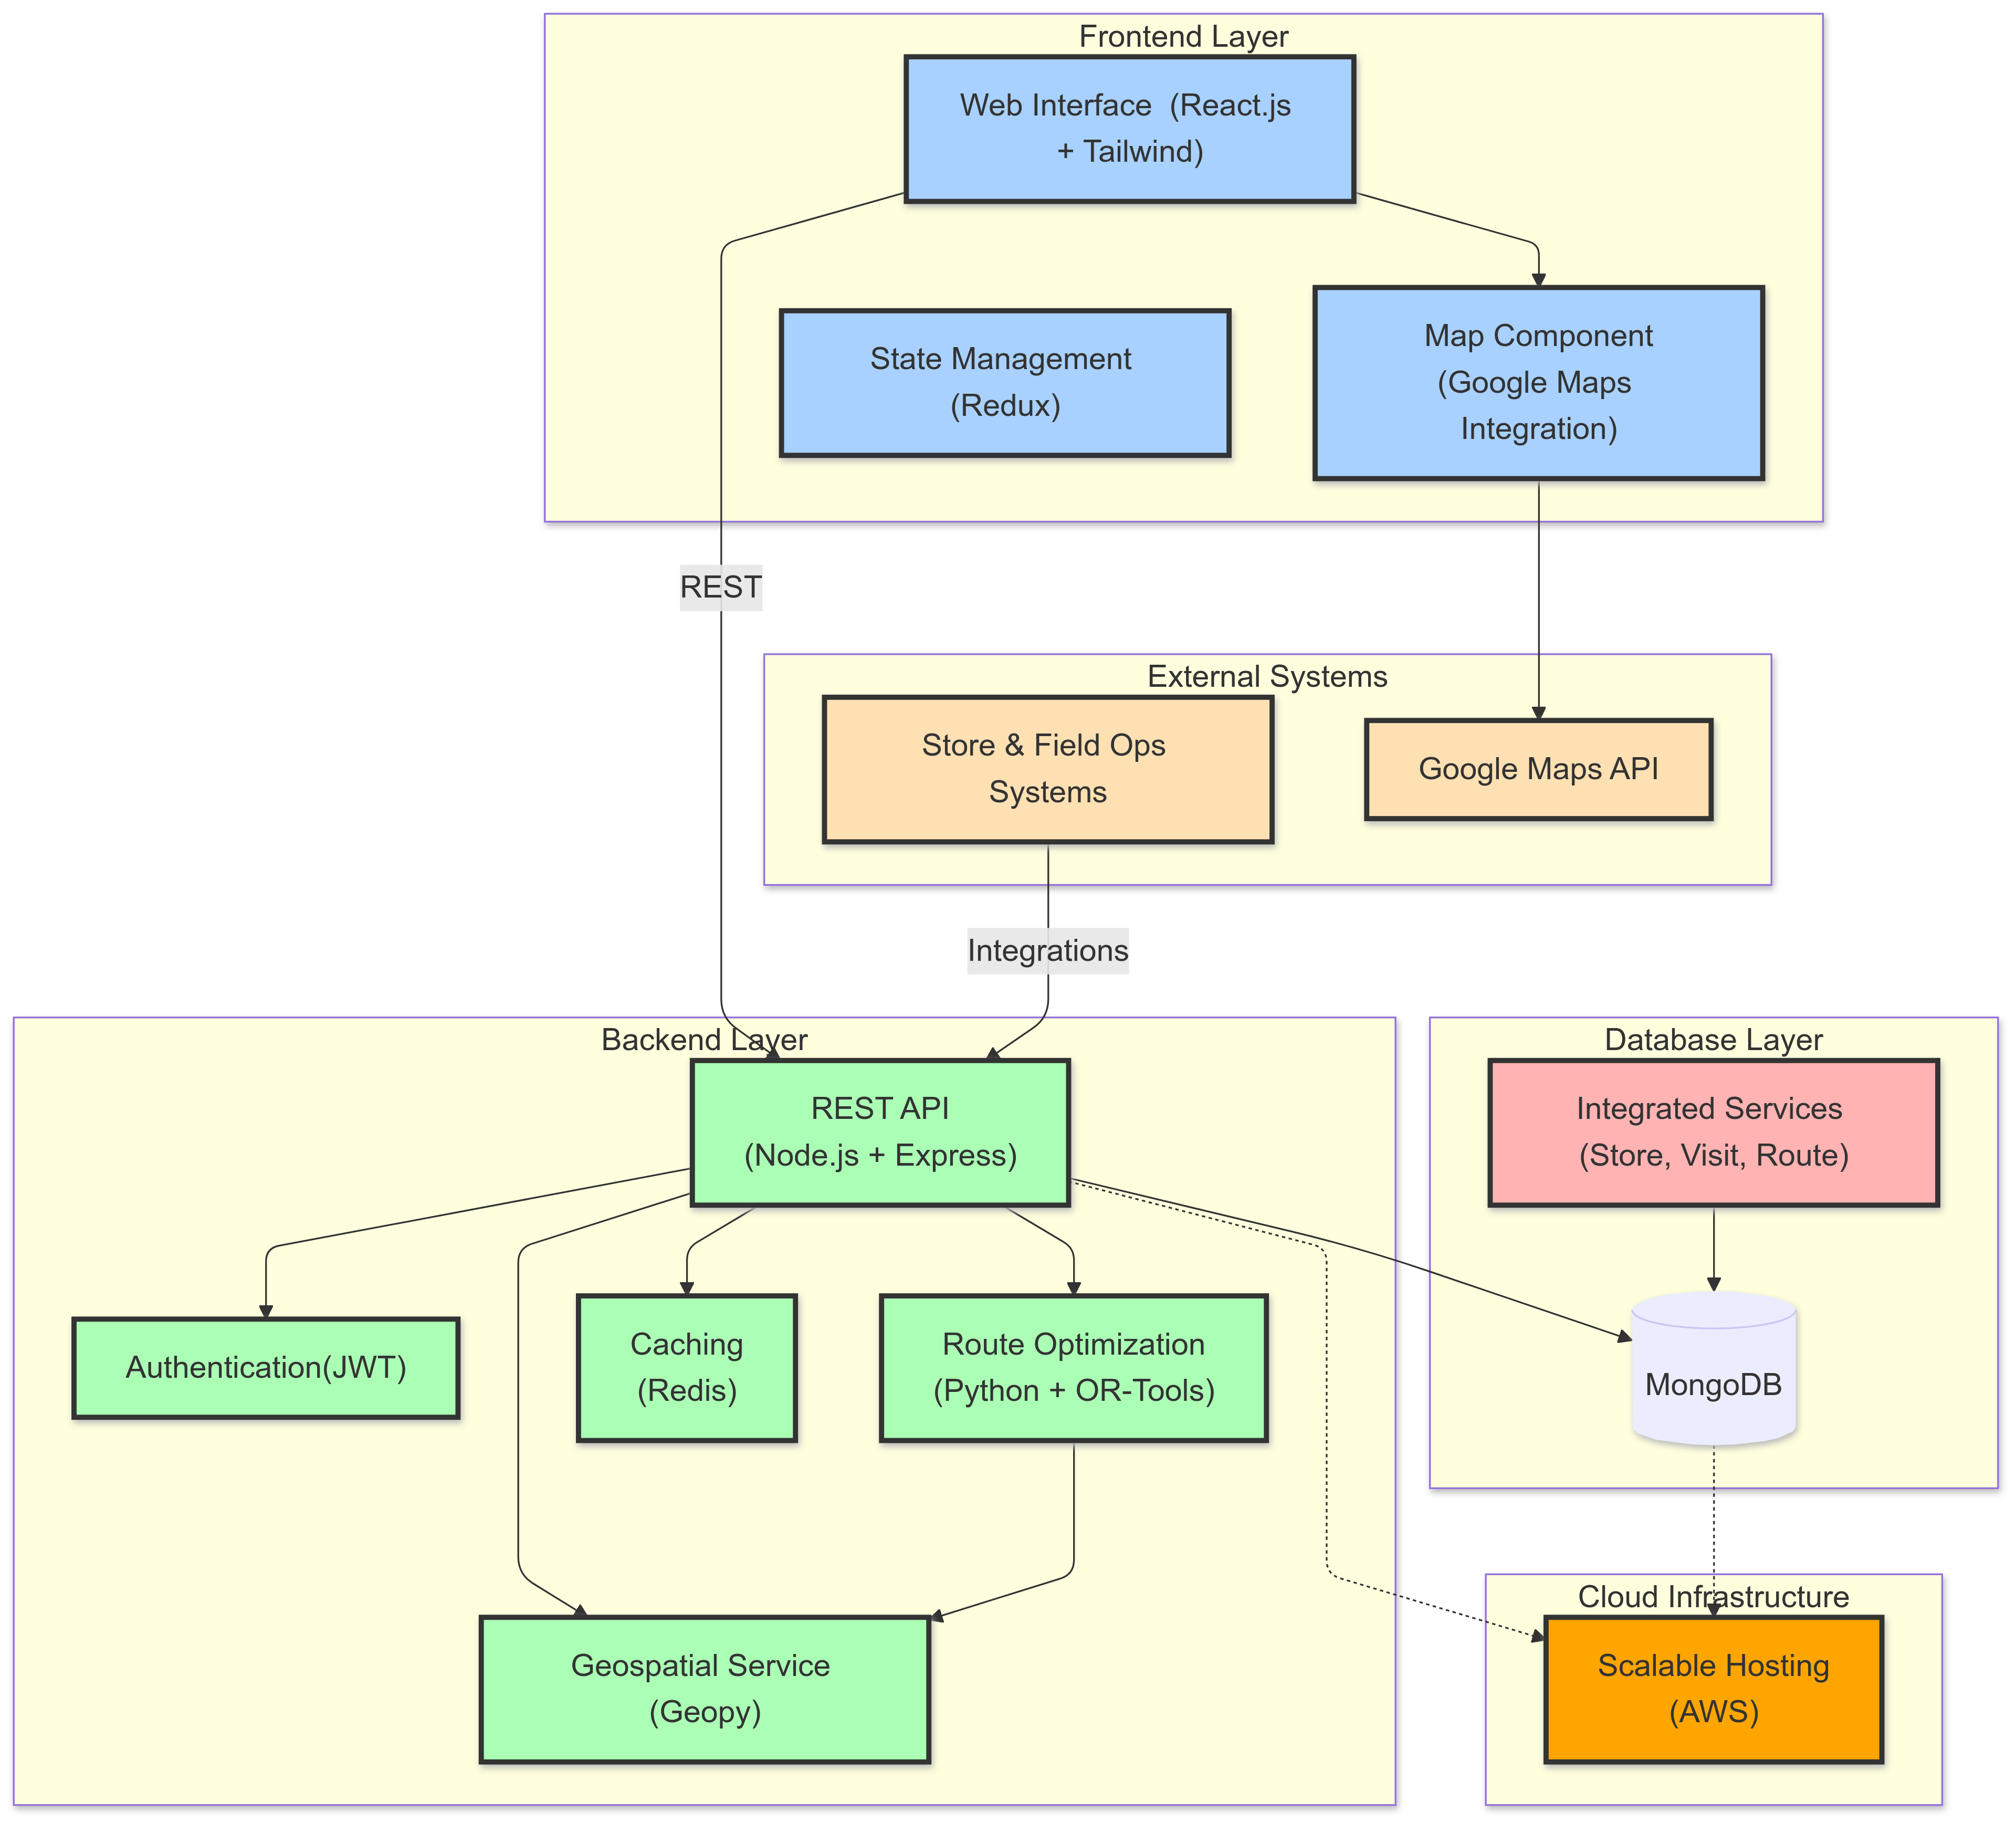 Frontend Layer
Web Interface  (React.js
+ Tailwind)
State Management
(Redux)
Map Component
(Google Maps
Integration)
REST
External Systems
Store & Field Ops
Systems
Google Maps API
Integrations
Backend Layer
REST API
(Node.js + Express)
Authentication(JWT)
Caching
(Redis)
Route Optimization
(Python + OR-Tools)
Geospatial Service
(Geopy)
Database Layer
Integrated Services
(Store, Visit, Route)
MongoDB
Cloud Infrastructure
Scalable Hosting
(AWS)